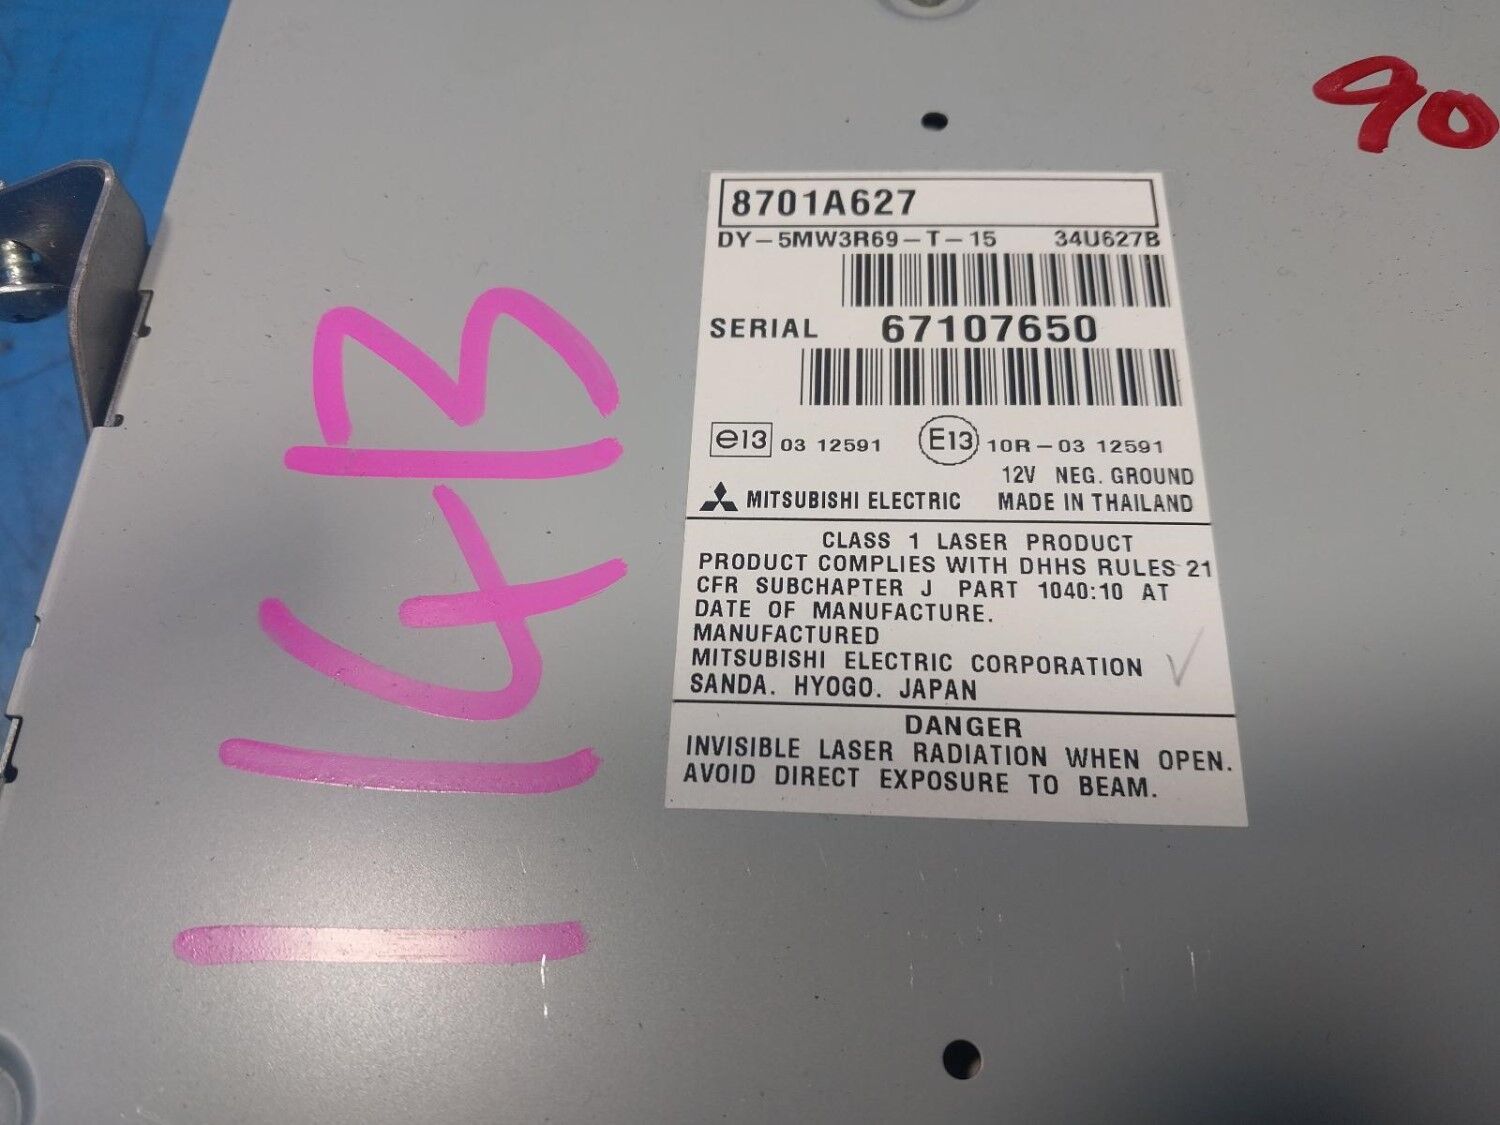 90
8701A627
DY-5MW3R69-T-15 34U627B
SERIAL 67107650
e13 03 12591 E13 10R-03 12591
12V NEG. GROUND
MITSUBISHI ELECTRIC MADE IN THAILAND
CLASS 1 LASER PRODUCT
PRODUCT COMPLIES WITH DHHS RULES 21
CFR SUBCHAPTER J PART 1040:10 AT
DATE OF MANUFACTURE.
MANUFACTURED
MITSUBISHI ELECTRIC CORPORATION
SANDA. HYOGO. JAPAN
DANGER
INVISIBLE LASER RADIATION WHEN OPEN.
AVOID DIRECT EXPOSURE TO BEAM.
114B